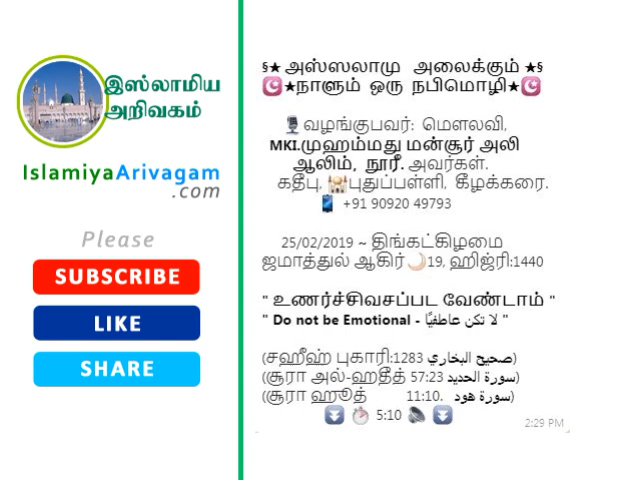 இஸ்லாமிய
அறிவகம்
IslamiyaArivagam
.com
Please
SUBSCRIBE
LIKE
SHARE
§★ அஸ்ஸலாமு அலைக்கும் ★§
☪★நாளும் ஒரு நபிமொழி★☪
🎙வழங்குபவர்: மௌலவி,
MKI.முஹம்மது மன்சூர் அலி
ஆலிம், நூரீ. அவர்கள்.
கதீபு, 🕌புதுப்பள்ளி, கீழக்கரை.
📱 +91 90920 49793
25/02/2019 ~ திங்கட்கிழமை
ஜமாத்துல் ஆகிர்🌙19, ஹிஜ்ரி:1440
" உணர்ச்சிவசப்பட வேண்டாம் "
" Do not be Emotional - لا تكن عاطفيًا "
(சஹீஹ் புகாரி:1283 صحيح البخاري)
(சூரா அல்-ஹதீத் 57:23 سورة الحديد)
(சூரா ஹூத் 11:10. سورة هود)
⏬ ⏱ 5:10 🔊 ⏬
2:29 PM